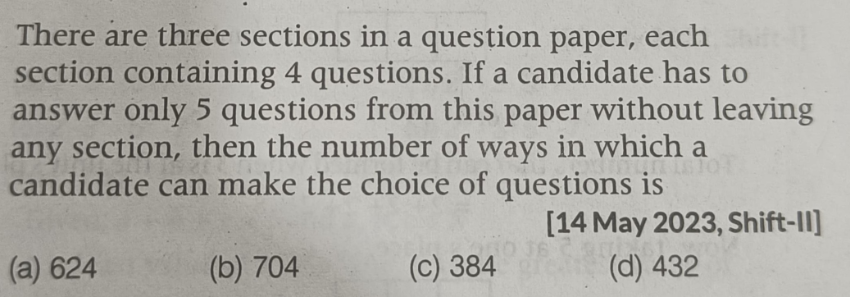 There are three sections in a question paper, each
section containing 4 questions. If a candidate has to
answer only 5 questions from this paper without leaving
any section, then the number of ways in which a
candidate can make the choice of questions is
[14 May 2023, Shift-II]
(a) 624 (b) 704 (c) 384 (d) 432